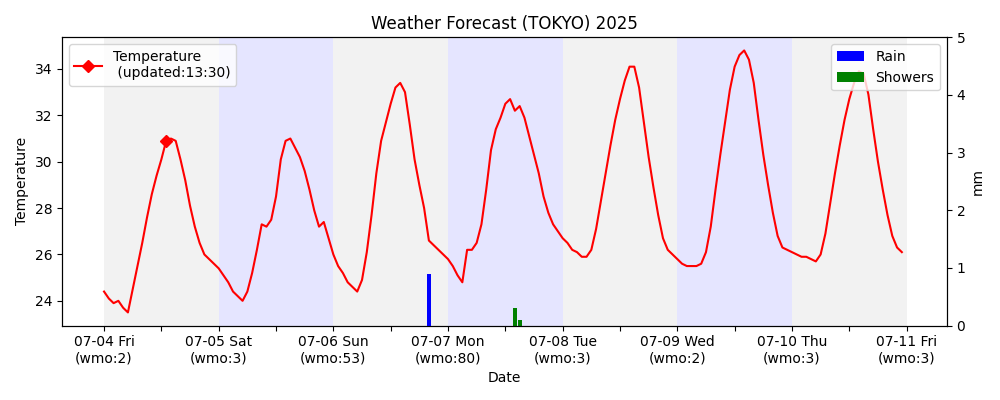 Weather Forecast (TOKYO) 2025
Temperature
(updated:13:30)
Rain
Showers
Temperature
34
32
30
28
26
24
5
4
3
2
1
0
mm
07-04 Fri
(wmo:2)
07-05 Sat
(wmo:3)
07-06 Sun
(wmo:53)
07-07 Mon
(wmo:80)
07-08 Tue
(wmo:3)
07-09 Wed
(wmo:2)
07-10 Thu
(wmo:3)
07-11 Fri
(wmo:3)
Date